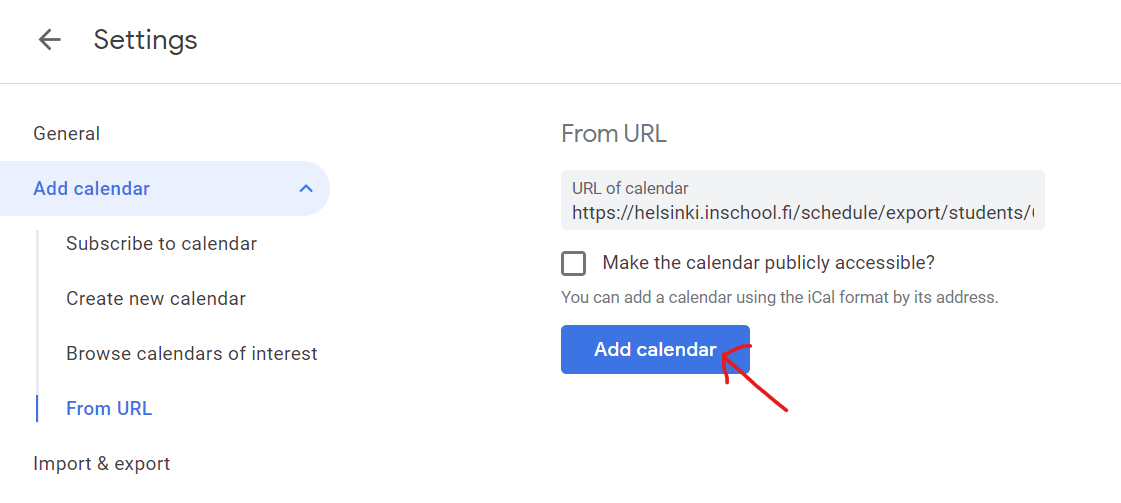 Settings
General
Add calendar
Subscribe to calendar
Create new calendar
Browse calendars of interest
From URL
Import & export
From URL
URL of calendar
https://helsinki.inschool.fi/schedule/export/students/
Make the calendar publicly accessible?
You can add a calendar using the iCal format by its address.
Add calendar